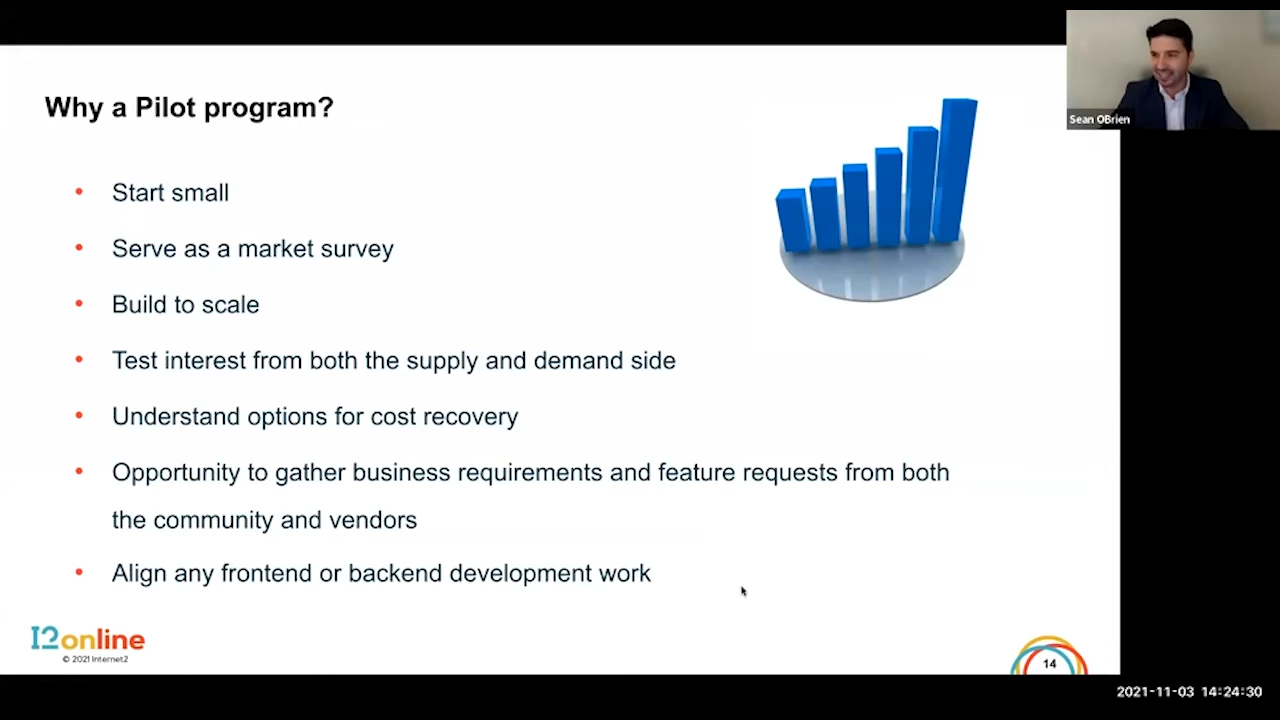 Why a Pilot program?
• Start small
• Serve as a market survey
• Build to scale
• Test interest from both the supply and demand side
• Understand options for cost recovery
• Opportunity to gather business requirements and feature requests from both
the community and vendors
• Align any frontend or backend development work
I2online
© 2021 Internet2
14
Sean OBrien
2021-11-03 14:24:30